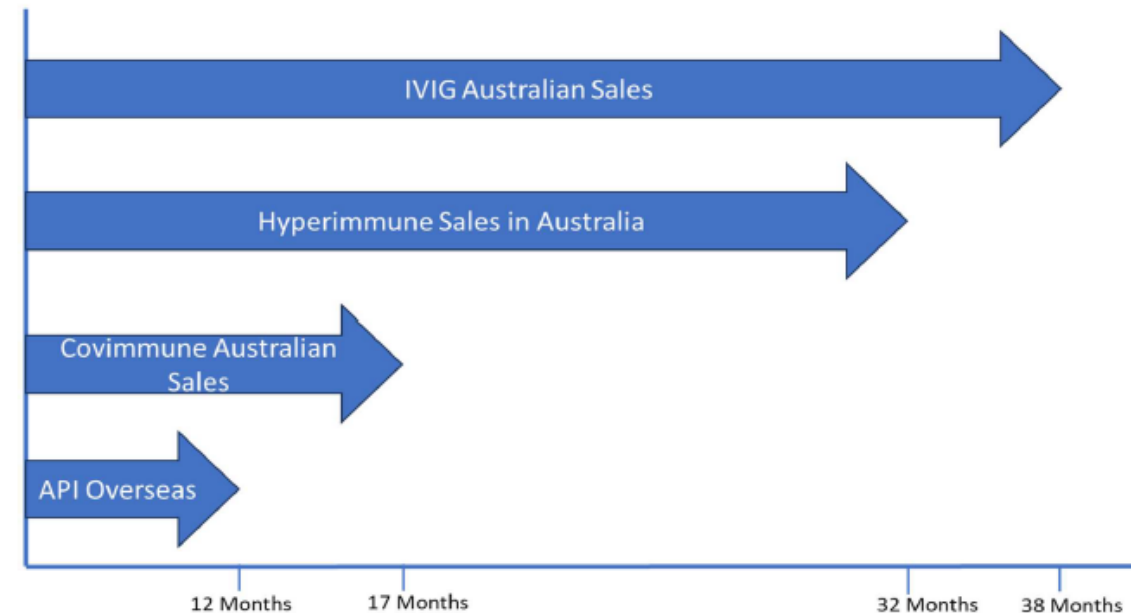 IVIG Australian Sales
Hyperimmune Sales in Australia
Covimmune Australian
Sales
API Overseas
12 Months
17 Months
32 Months
38 Months